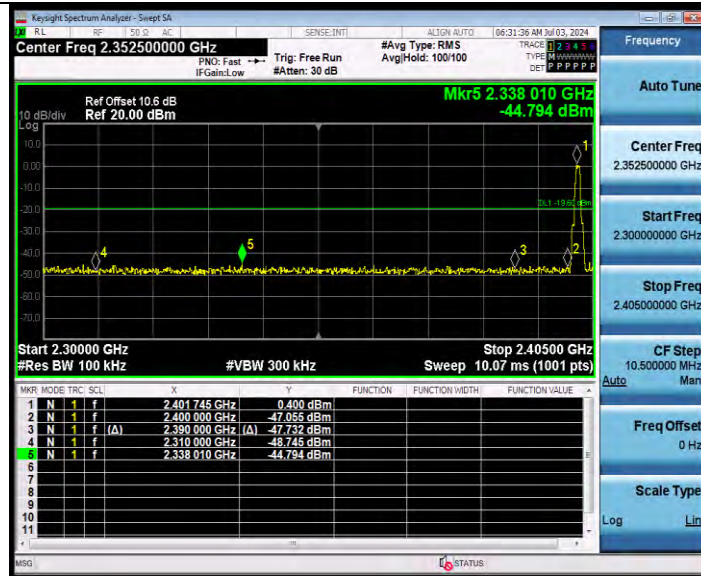 Keysight Spectrum Analyzer - Swept SA
LXI RL RF 50 Ω AC SENSE:INT ALIGN AUTO 06:31:36 AM Jul 03, 2024
Center Freq 2.352500000 GHz
PNO: Fast
IFGain:Low
Trig: Free Run
#Atten: 30 dB
#Avg Type: RMS
Avg|Hold: 100/100
TRACE 1 2 3 4 5 6
TYPE M WWWWW
DET P P P P P P
Ref Offset 10.6 dB
10 dB/div Ref 20.00 dBm
Log
Mkr5 2.338 010 GHz
-44.794 dBm
10.0
0.00
-10.0
-20.0
-30.0
-40.0
-50.0
-60.0
-70.0
DL1 -19.60 dBm
1
2
3
4
5
Start 2.30000 GHz Stop 2.40500 GHz
#Res BW 100 kHz #VBW 300 kHz Sweep 10.07 ms (1001 pts)
MKR MODE TRC SCL X Y FUNCTION FUNCTION WIDTH FUNCTION VALUE
1 N 1 f 2.401 745 GHz 0.400 dBm
2 N 1 f 2.400 000 GHz -47.055 dBm
3 N 1 f (Δ) 2.390 000 GHz (Δ) -47.732 dBm
4 N 1 f 2.310 000 GHz -48.745 dBm
5 N 1 f 2.338 010 GHz -44.794 dBm
6
7
8
9
10
11
MSG STATUS
Frequency
Auto Tune
Center Freq
2.352500000 GHz
Start Freq
2.300000000 GHz
Stop Freq
2.405000000 GHz
CF Step
10.500000 MHz
Auto Man
Freq Offset
0 Hz
Scale Type
Log Lin